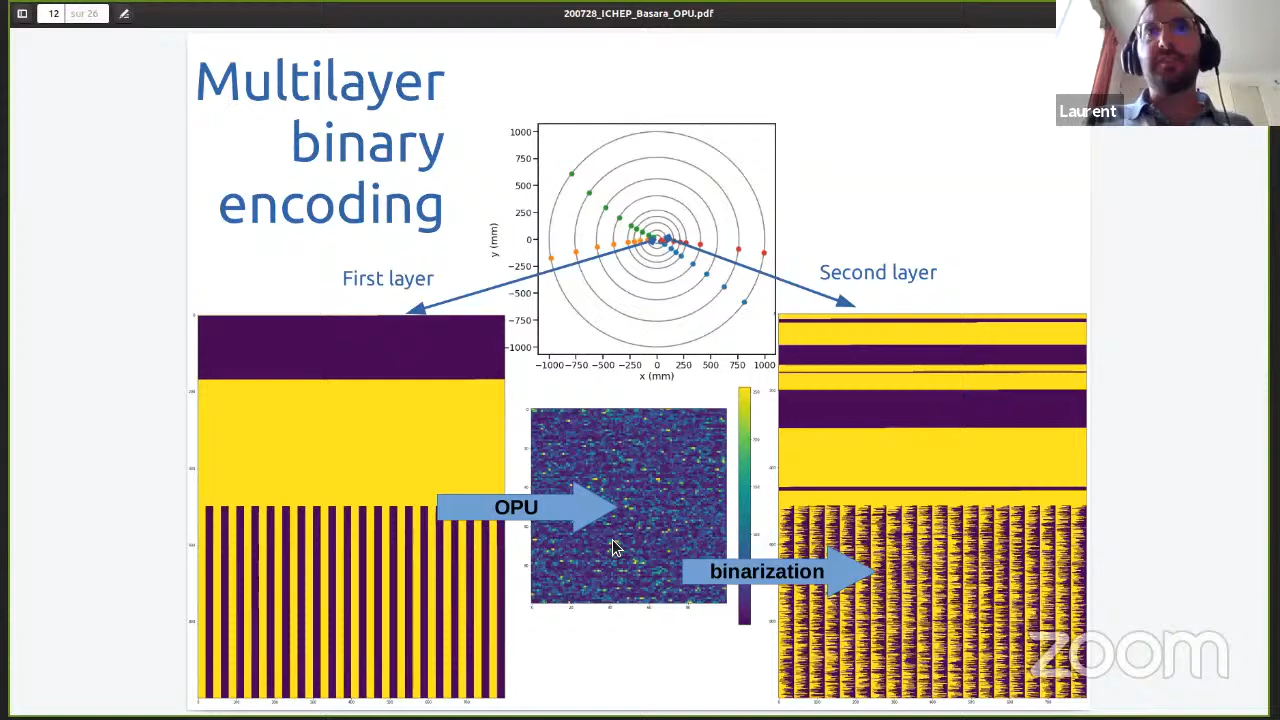 12 sur 26
200728_ICHEP_Basara_OPU.pdf
Laurent
Multilayer
binary
encoding
First layer
Second layer
1000
750
500
250
0
−250
−500
−750
−1000
y (mm)
−1000 −750 −500 −250 0 250 500 750 1000
x (mm)
OPU
binarization
zoom